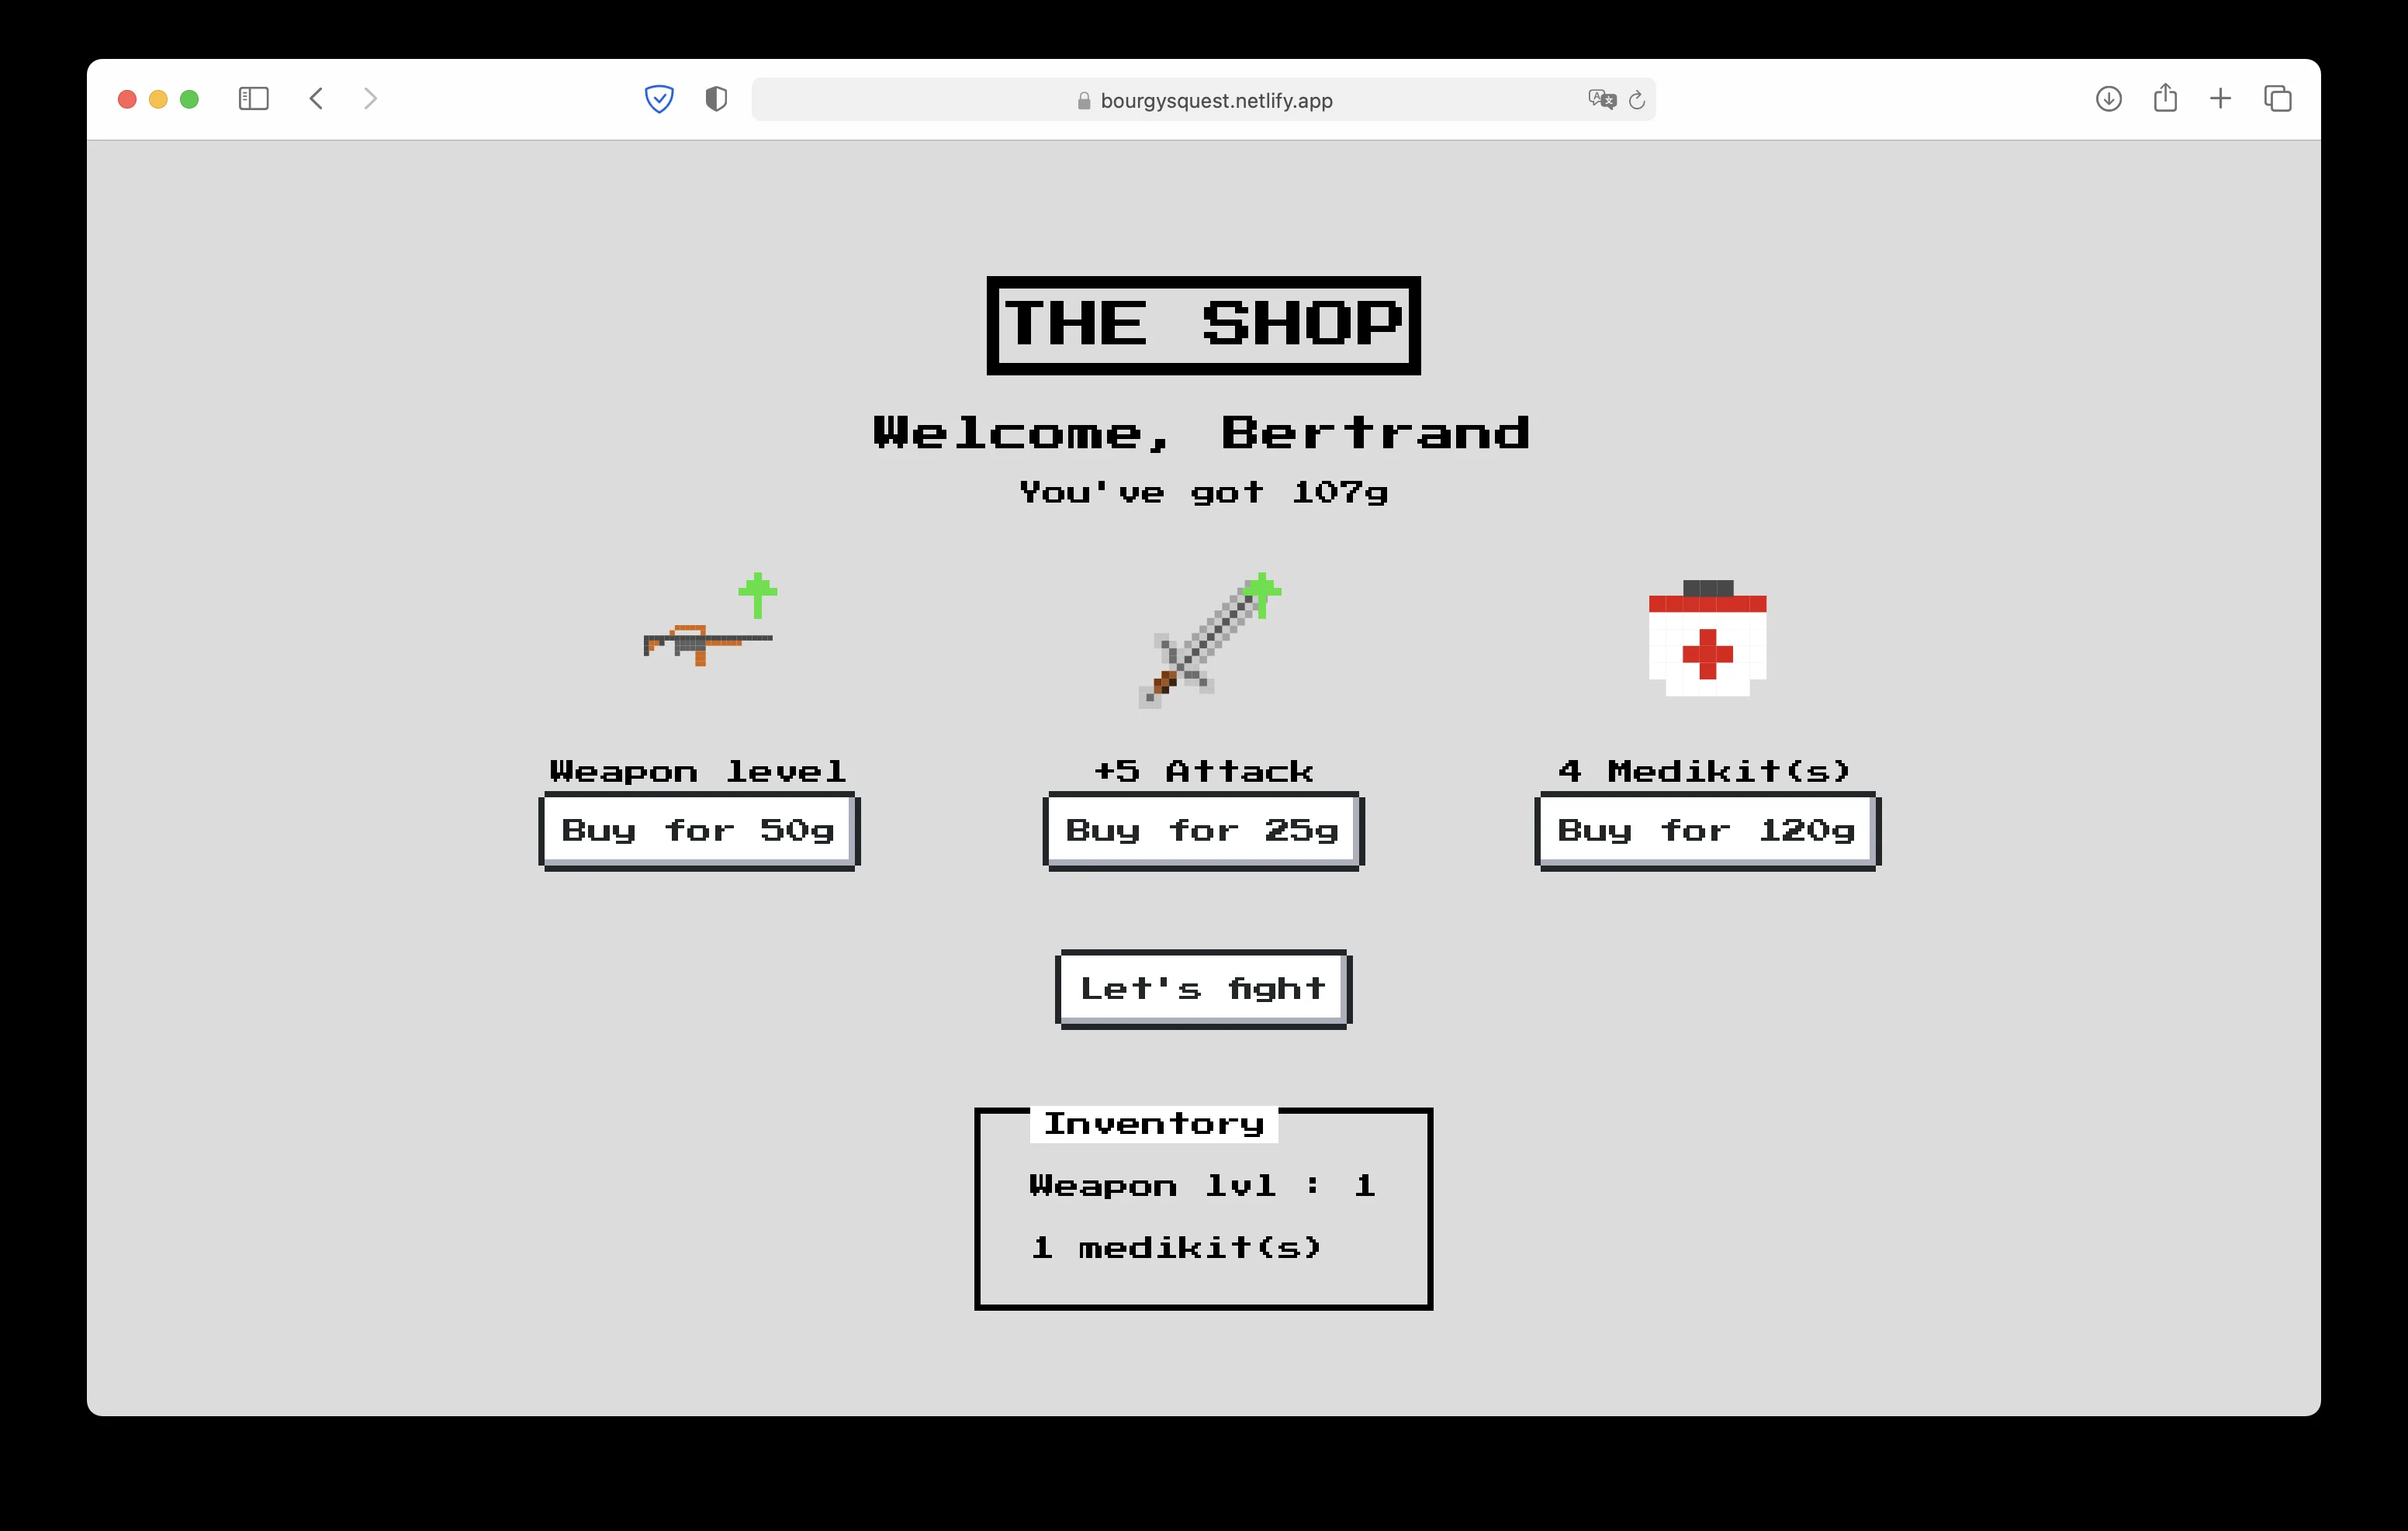 bourgysquest.netlify.app
THE SHOP
Welcome, Bertrand
You've got 107g
Weapon level
Buy for 50g
+5 Attack
Buy for 25g
4 Medikit(s)
Buy for 120g
Let's fight
Inventory
Weapon lvl : 1
1 medikit(s)